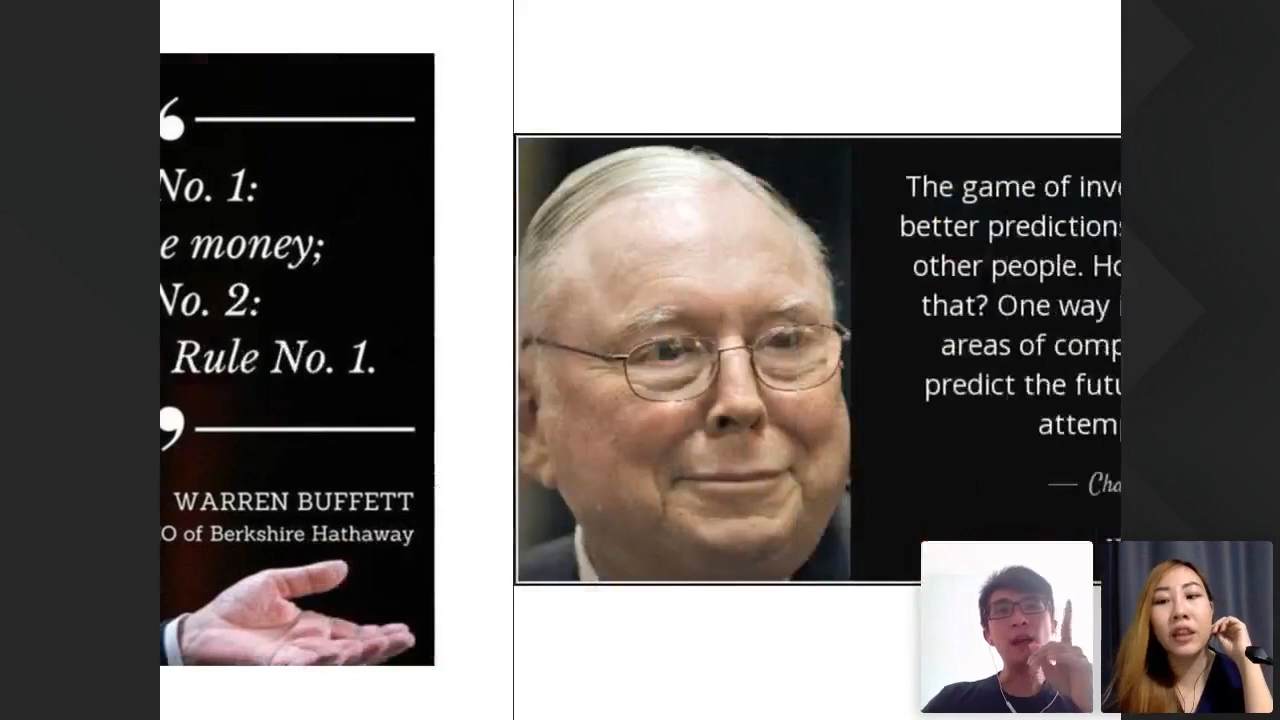 No. 1:
e money;
No. 2:
Rule No. 1.
WARREN BUFFETT
O of Berkshire Hathaway
The game of inve
better predictions
other people. Ho
that? One way i
areas of comp
predict the futu
attem
— Cha